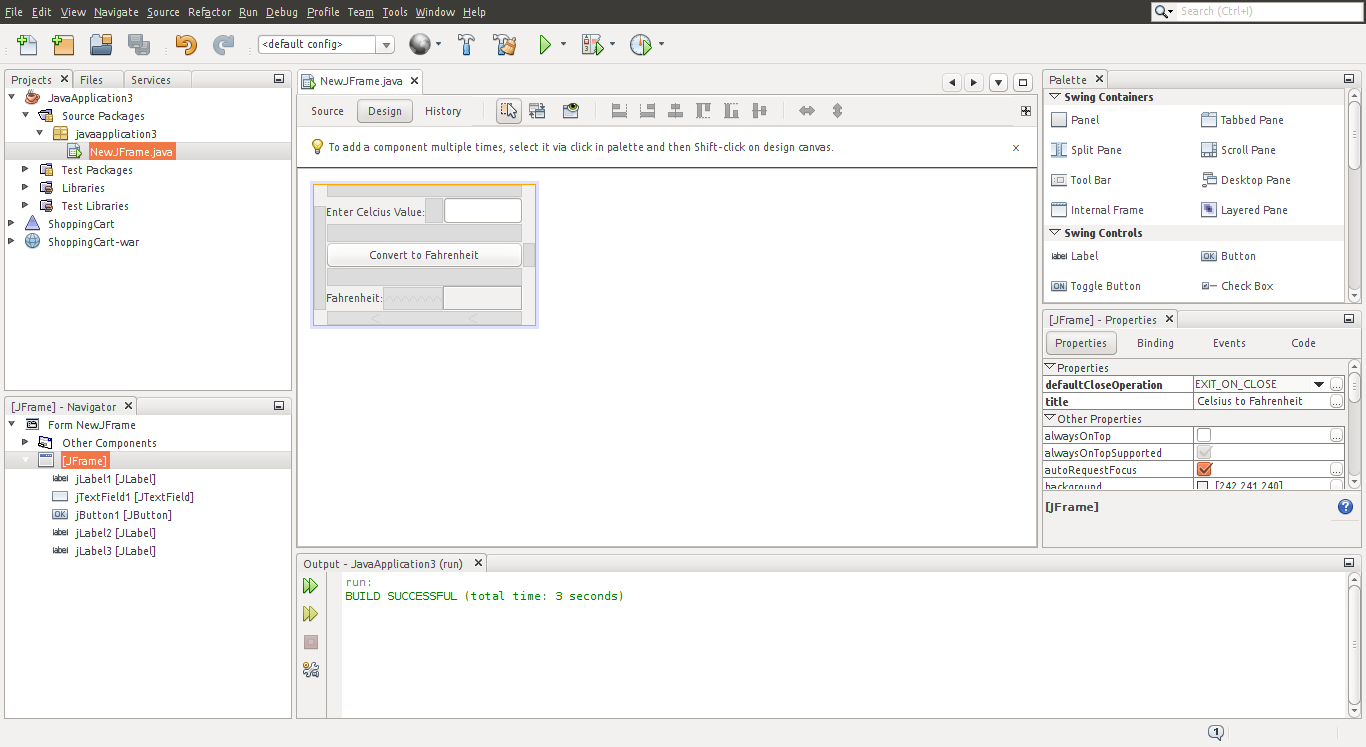 File Edit View Navigate Source Refactor Run Debug Profile Team Tools Window Help
Search (Ctrl+I)
<default config>
Projects Files Services
JavaApplication3
Source Packages
javaapplication3
NewJFrame.java
Test Packages
Libraries
Test Libraries
ShoppingCart
ShoppingCart-war
[JFrame] - Navigator
Form NewJFrame
Other Components
[JFrame]
label jLabel1 [JLabel]
jTextField1 [JTextField]
OK jButton1 [JButton]
label jLabel2 [JLabel]
label jLabel3 [JLabel]
NewJFrame.java
Source Design History
To add a component multiple times, select it via click in palette and then Shift-click on design canvas.
x
Enter Celcius Value:
Convert to Fahrenheit
Fahrenheit:
Palette
Swing Containers
Panel Tabbed Pane
Split Pane Scroll Pane
Tool Bar Desktop Pane
Internal Frame Layered Pane
Swing Controls
label Label OK Button
ON Toggle Button Check Box
[JFrame] - Properties
Properties Binding Events Code
Properties
defaultCloseOperation EXIT_ON_CLOSE ...
title Celsius to Fahrenheit ...
Other Properties
alwaysOnTop ...
alwaysOnTopSupported
autoRequestFocus ...
background [242,241,240]
[JFrame]
?
Output - JavaApplication3 (run)
run:
BUILD SUCCESSFUL (total time: 3 seconds)
1